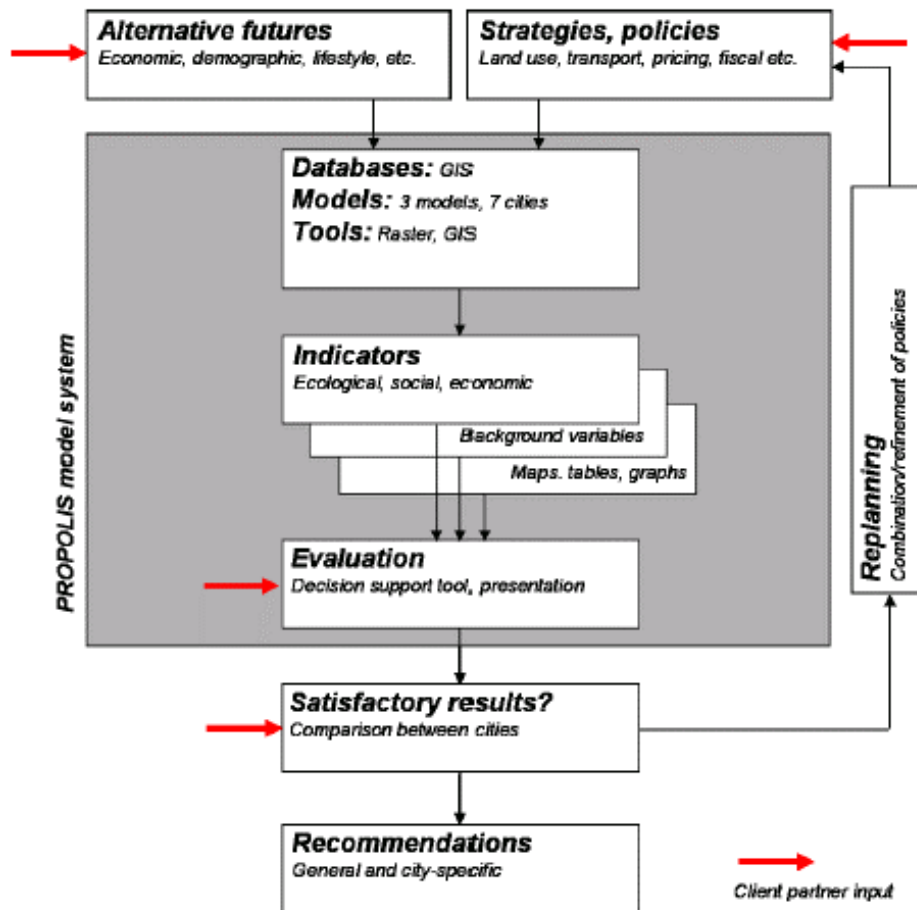 Alternative futures
Economic, demographic, lifestyle, etc.
Strategies, policies
Land use, transport, pricing, fiscal etc.
Databases: GIS
Models: 3 models, 7 cities
Tools: Raster, GIS
Indicators
Ecological, social, economic
Background variables
Maps. tables, graphs
Evaluation
Decision support tool, presentation
PROPOLIS model system
Replanning
Combination/refinement of policies
Satisfactory results?
Comparison between cities
Recommendations
General and city-specific
Client partner input